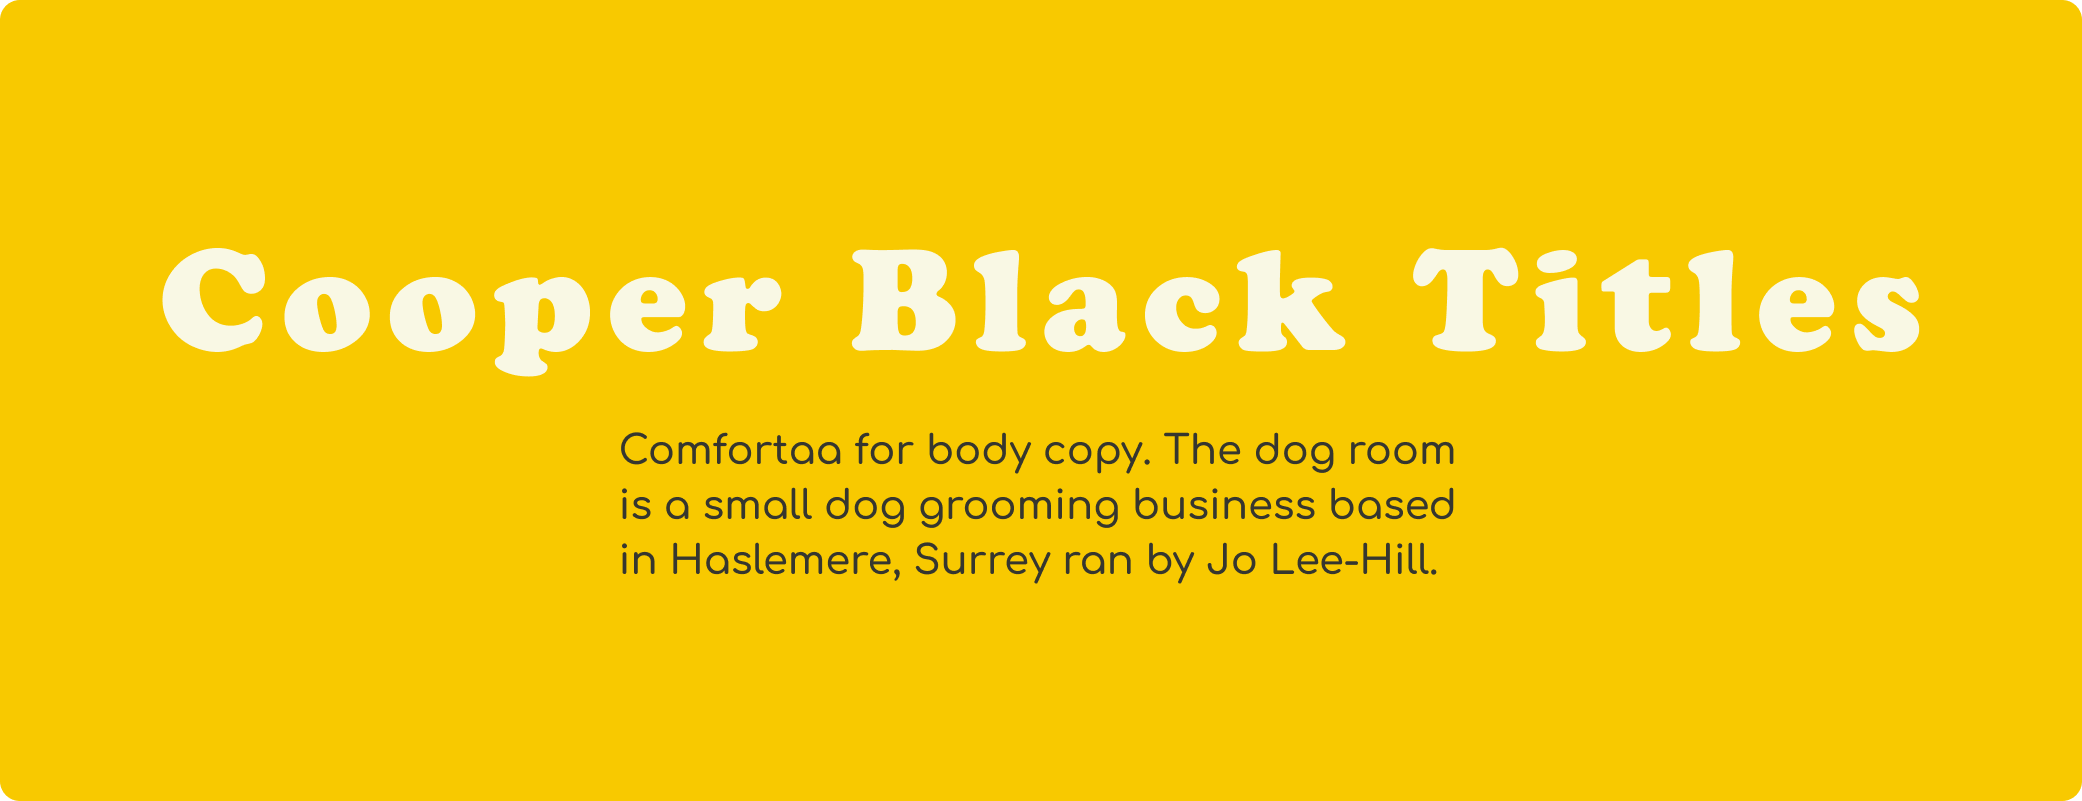 Cooper Black Titles
Comfortaa for body copy. The dog room
is a small dog grooming business based
in Haslemere, Surrey ran by Jo Lee-Hill.